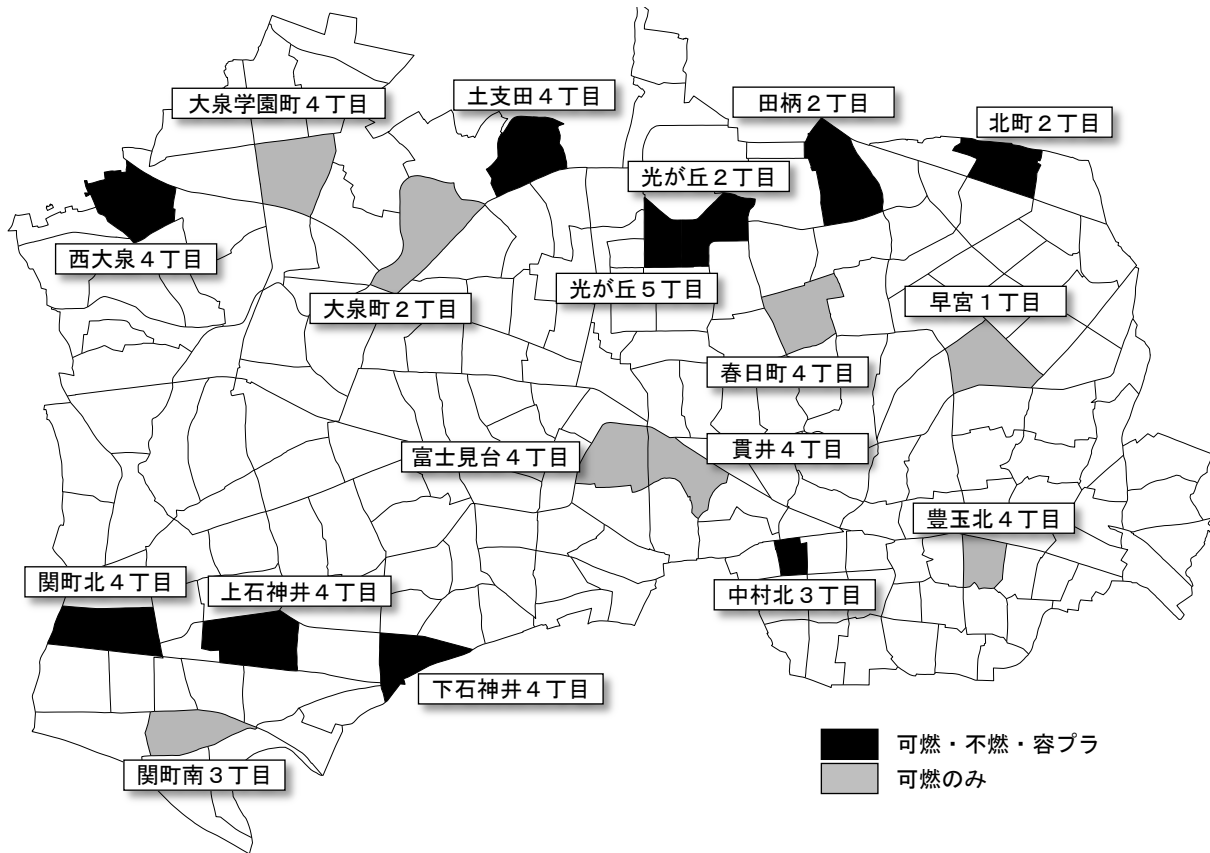 大泉学園町４丁目
土支田４丁目
田柄２丁目
北町２丁目
光が丘２丁目
西大泉４丁目
光が丘５丁目
大泉町２丁目
早宮１丁目
春日町４丁目
富士見台４丁目
貫井４丁目
豊玉北４丁目
関町北４丁目
上石神井４丁目
中村北３丁目
下石神井４丁目
関町南３丁目
可燃・不燃・容プラ
可燃のみ